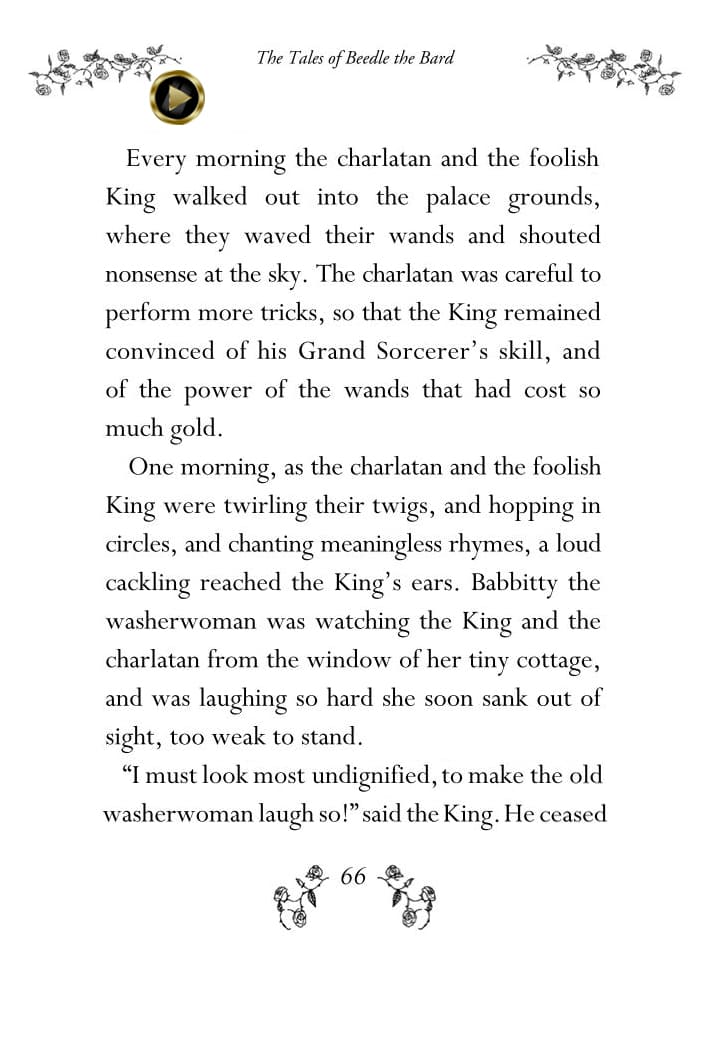 The Tales of Beedle the Bard
Every morning the charlatan and the foolish
King walked out into the palace grounds,
where they waved their wands and shouted
nonsense at the sky. The charlatan was careful to
perform more tricks, so that the King remained
convinced of his Grand Sorcerer’s skill, and
of the power of the wands that had cost so
much gold.
One morning, as the charlatan and the foolish
King were twirling their twigs, and hopping in
circles, and chanting meaningless rhymes, a loud
cackling reached the King’s ears. Babbitty the
washerwoman was watching the King and the
charlatan from the window of her tiny cottage,
and was laughing so hard she soon sank out of
sight, too weak to stand.
“I must look most undignified, to make the old
washerwoman laugh so!” said the King. He ceased
66